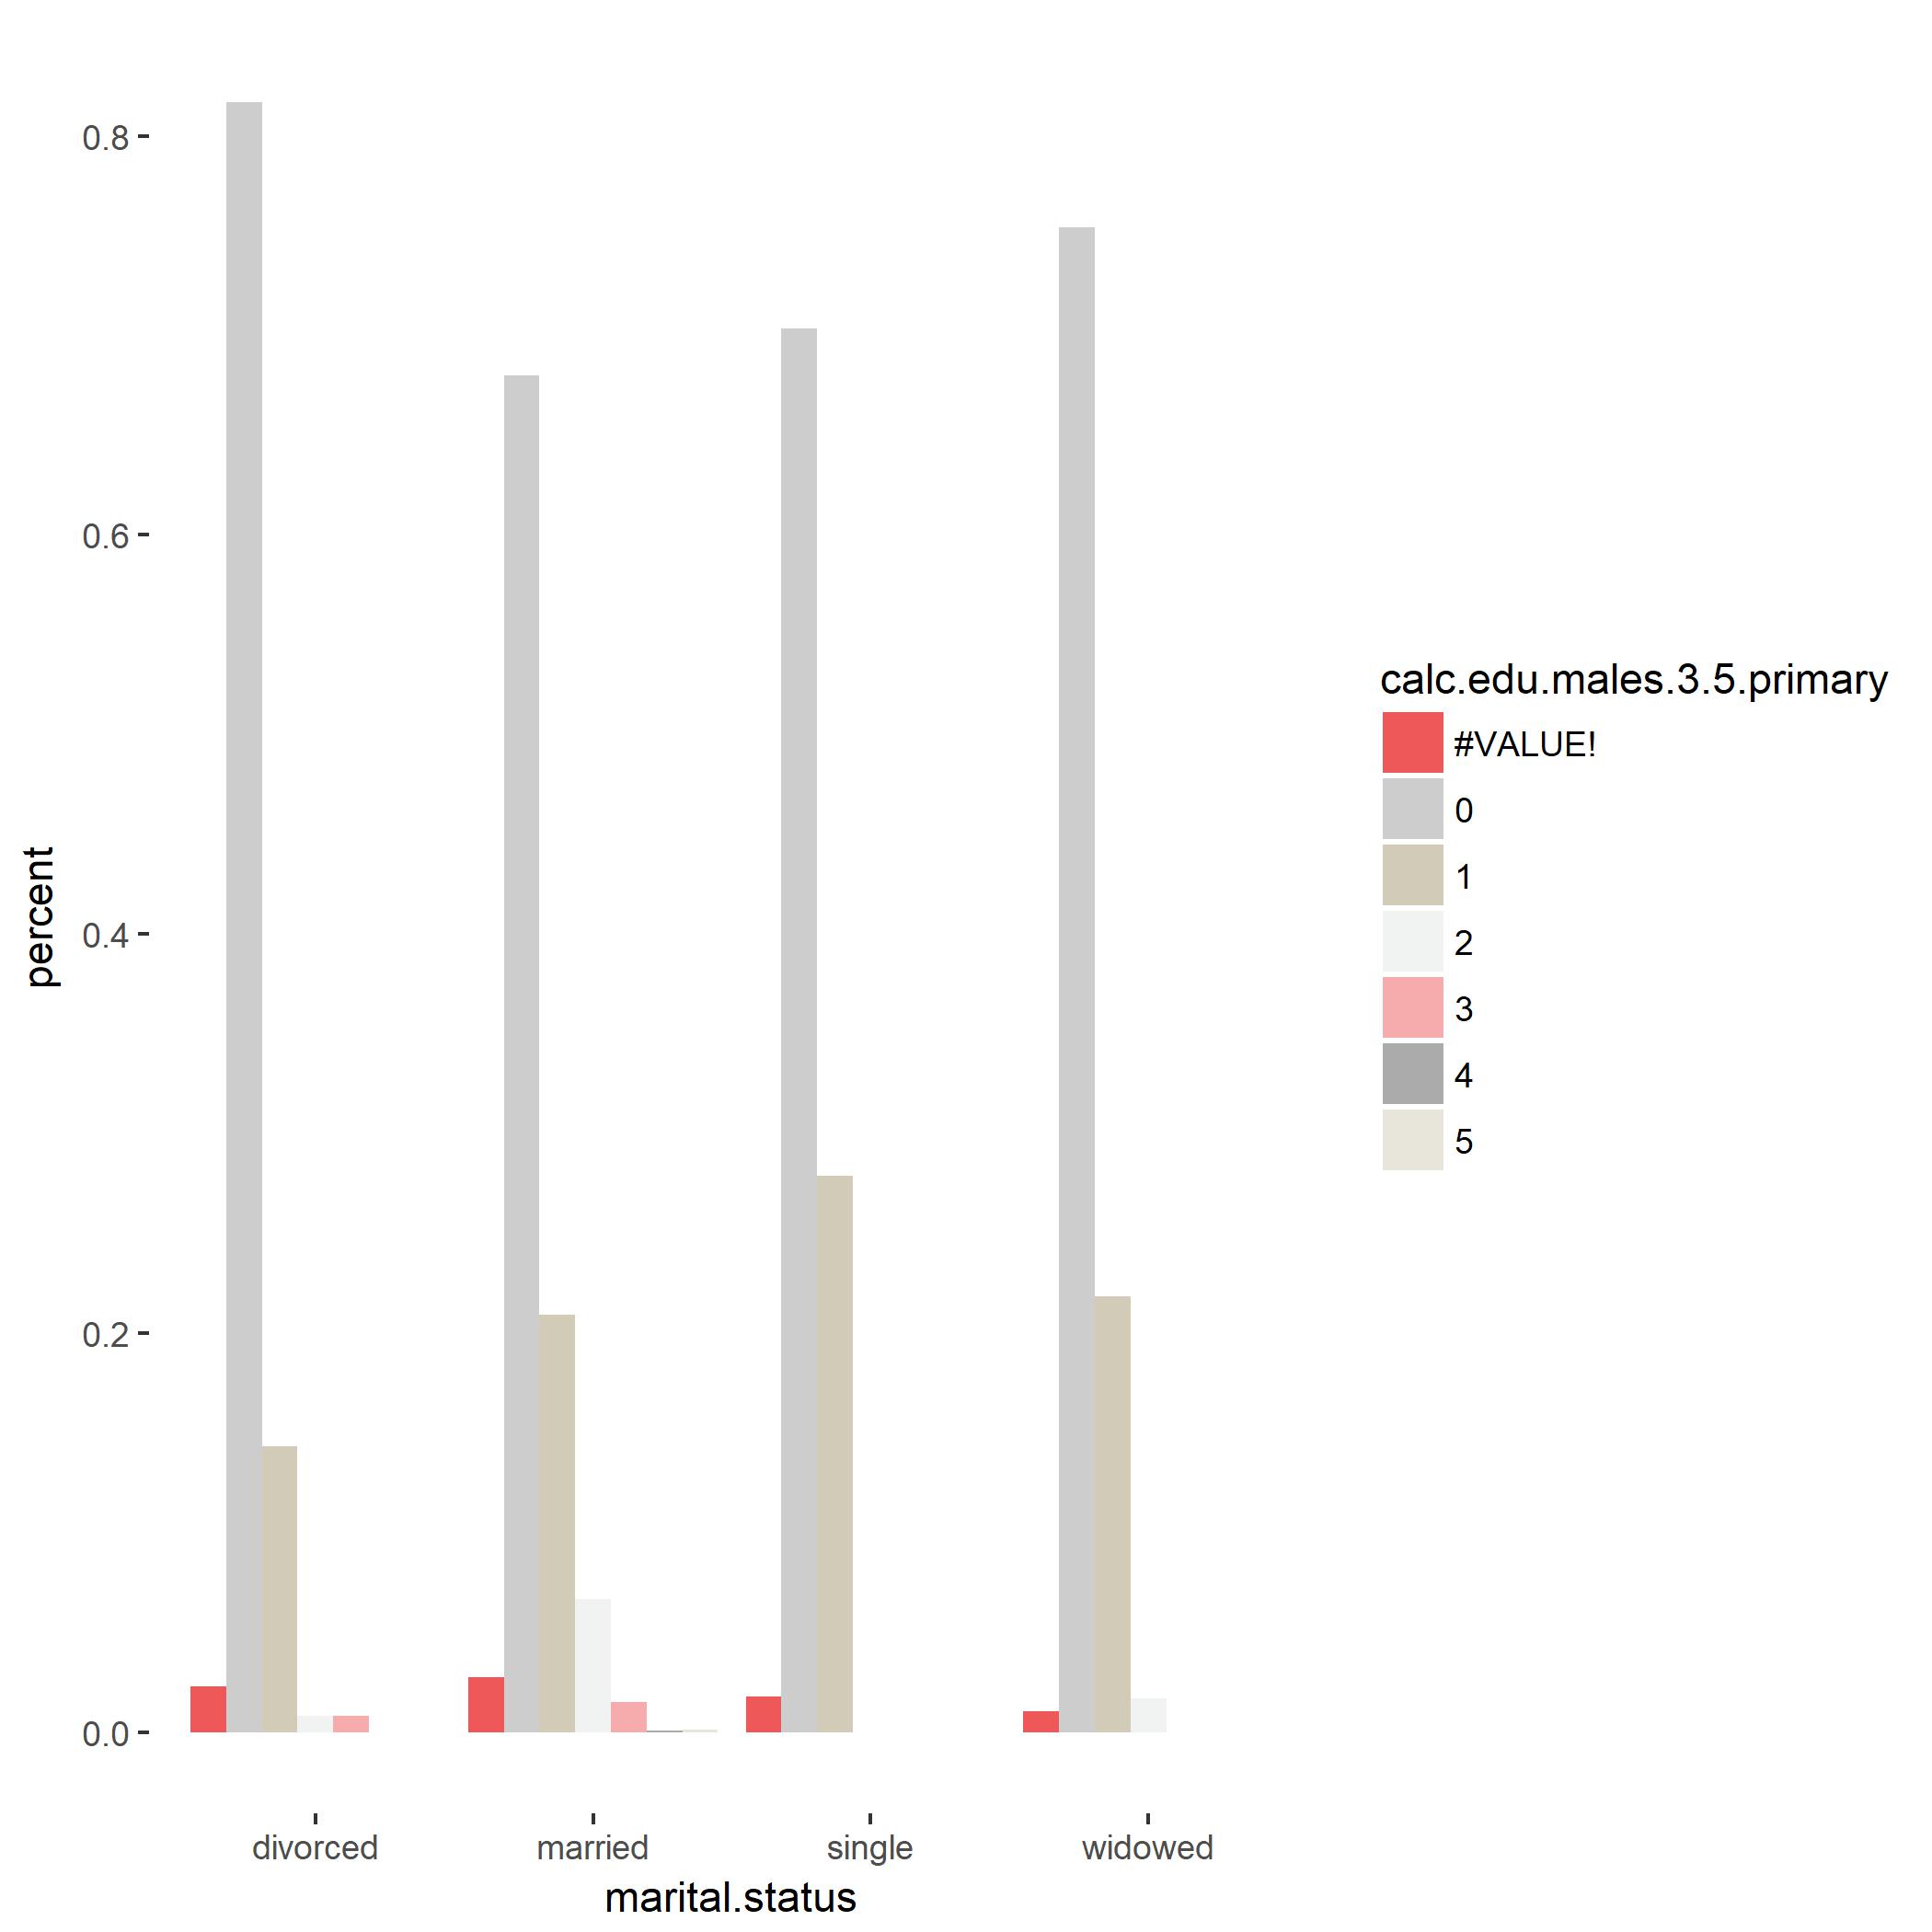 0.8
0.6
0.4
0.2
0.0
percent
divorced married single widowed
marital.status
calc.edu.males.3.5.primary
#VALUE!
0
1
2
3
4
5